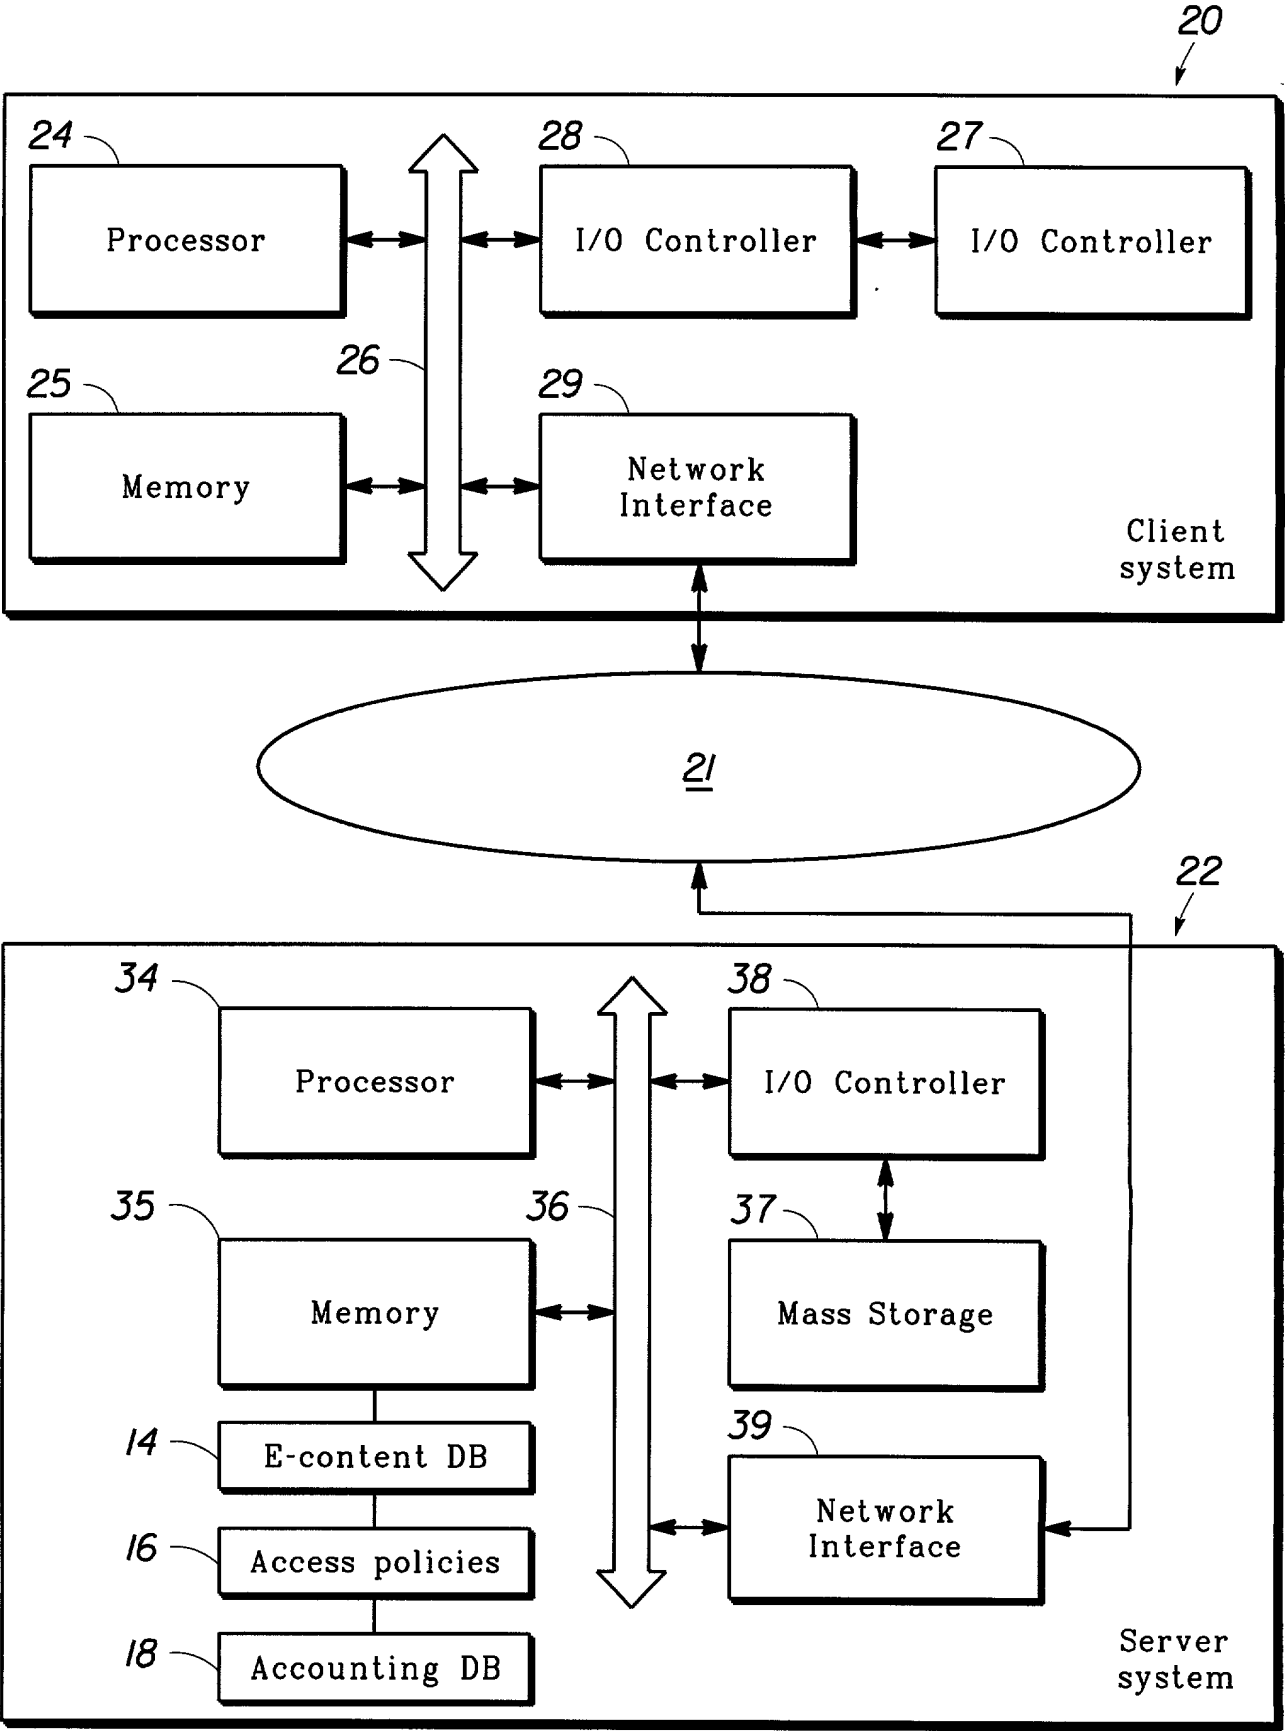 20
24
28
27
Processor
I/O Controller
I/O Controller
26
25
29
Memory
Network
Interface
Client
system
21
22
34
38
Processor
I/O Controller
35
36
37
Memory
Mass Storage
14
E-content DB
39
Network
Interface
16
Access policies
18
Accounting DB
Server
system